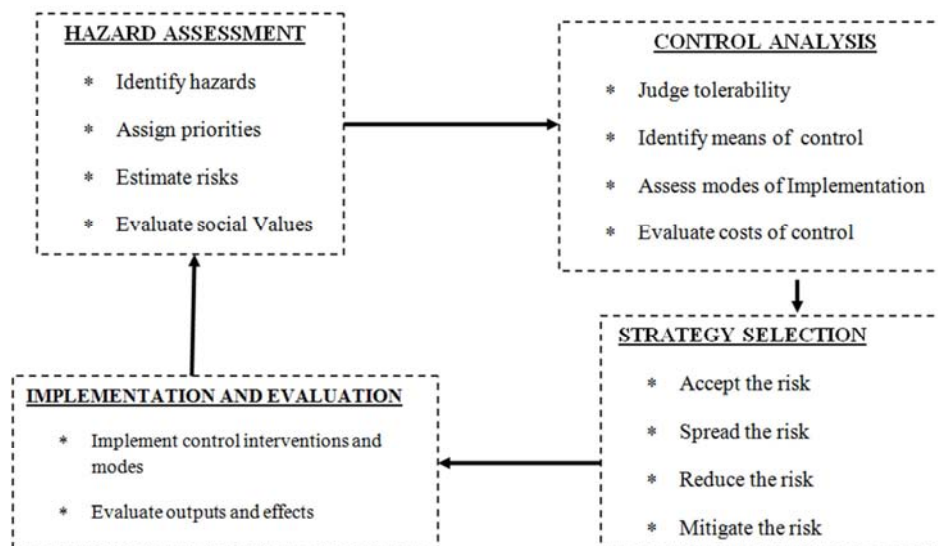 HAZARD ASSESSMENT
* Identify hazards
* Assign priorities
* Estimate risks
* Evaluate social Values
CONTROL ANALYSIS
* Judge tolerability
* Identify means of control
* Assess modes of Implementation
* Evaluate costs of control
STRATEGY SELECTION
* Accept the risk
* Spread the risk
* Reduce the risk
* Mitigate the risk
IMPLEMENTATION AND EVALUATION
* Implement control interventions and
modes
* Evaluate outputs and effects